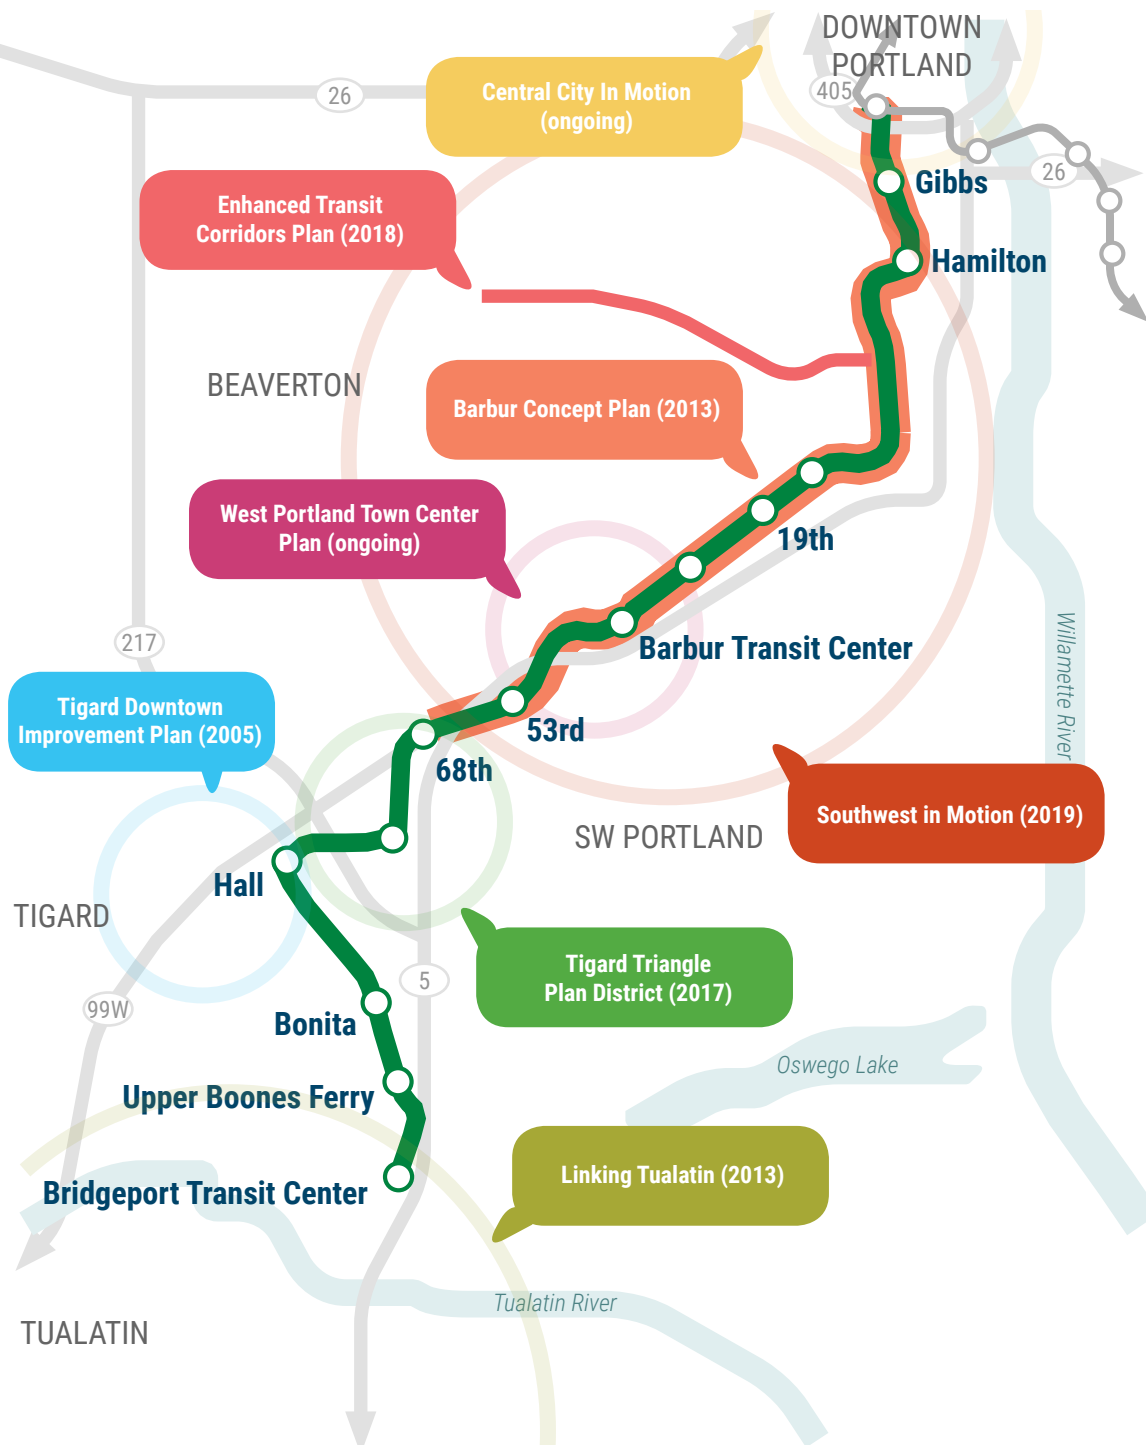 DOWNTOWN
PORTLAND
405
26
Central City In Motion
(ongoing)
26
Gibbs
Enhanced Transit
Corridors Plan (2018)
Hamilton
BEAVERTON
Barbur Concept Plan (2013)
West Portland Town Center
Plan (ongoing)
19th
217
Barbur Transit Center
Willamette River
Tigard Downtown
Improvement Plan (2005)
53rd
68th
Southwest in Motion (2019)
SW PORTLAND
Hall
TIGARD
Tigard Triangle
Plan District (2017)
5
99W
Bonita
Oswego Lake
Upper Boones Ferry
Linking Tualatin (2013)
Bridgeport Transit Center
Tualatin River
TUALATIN